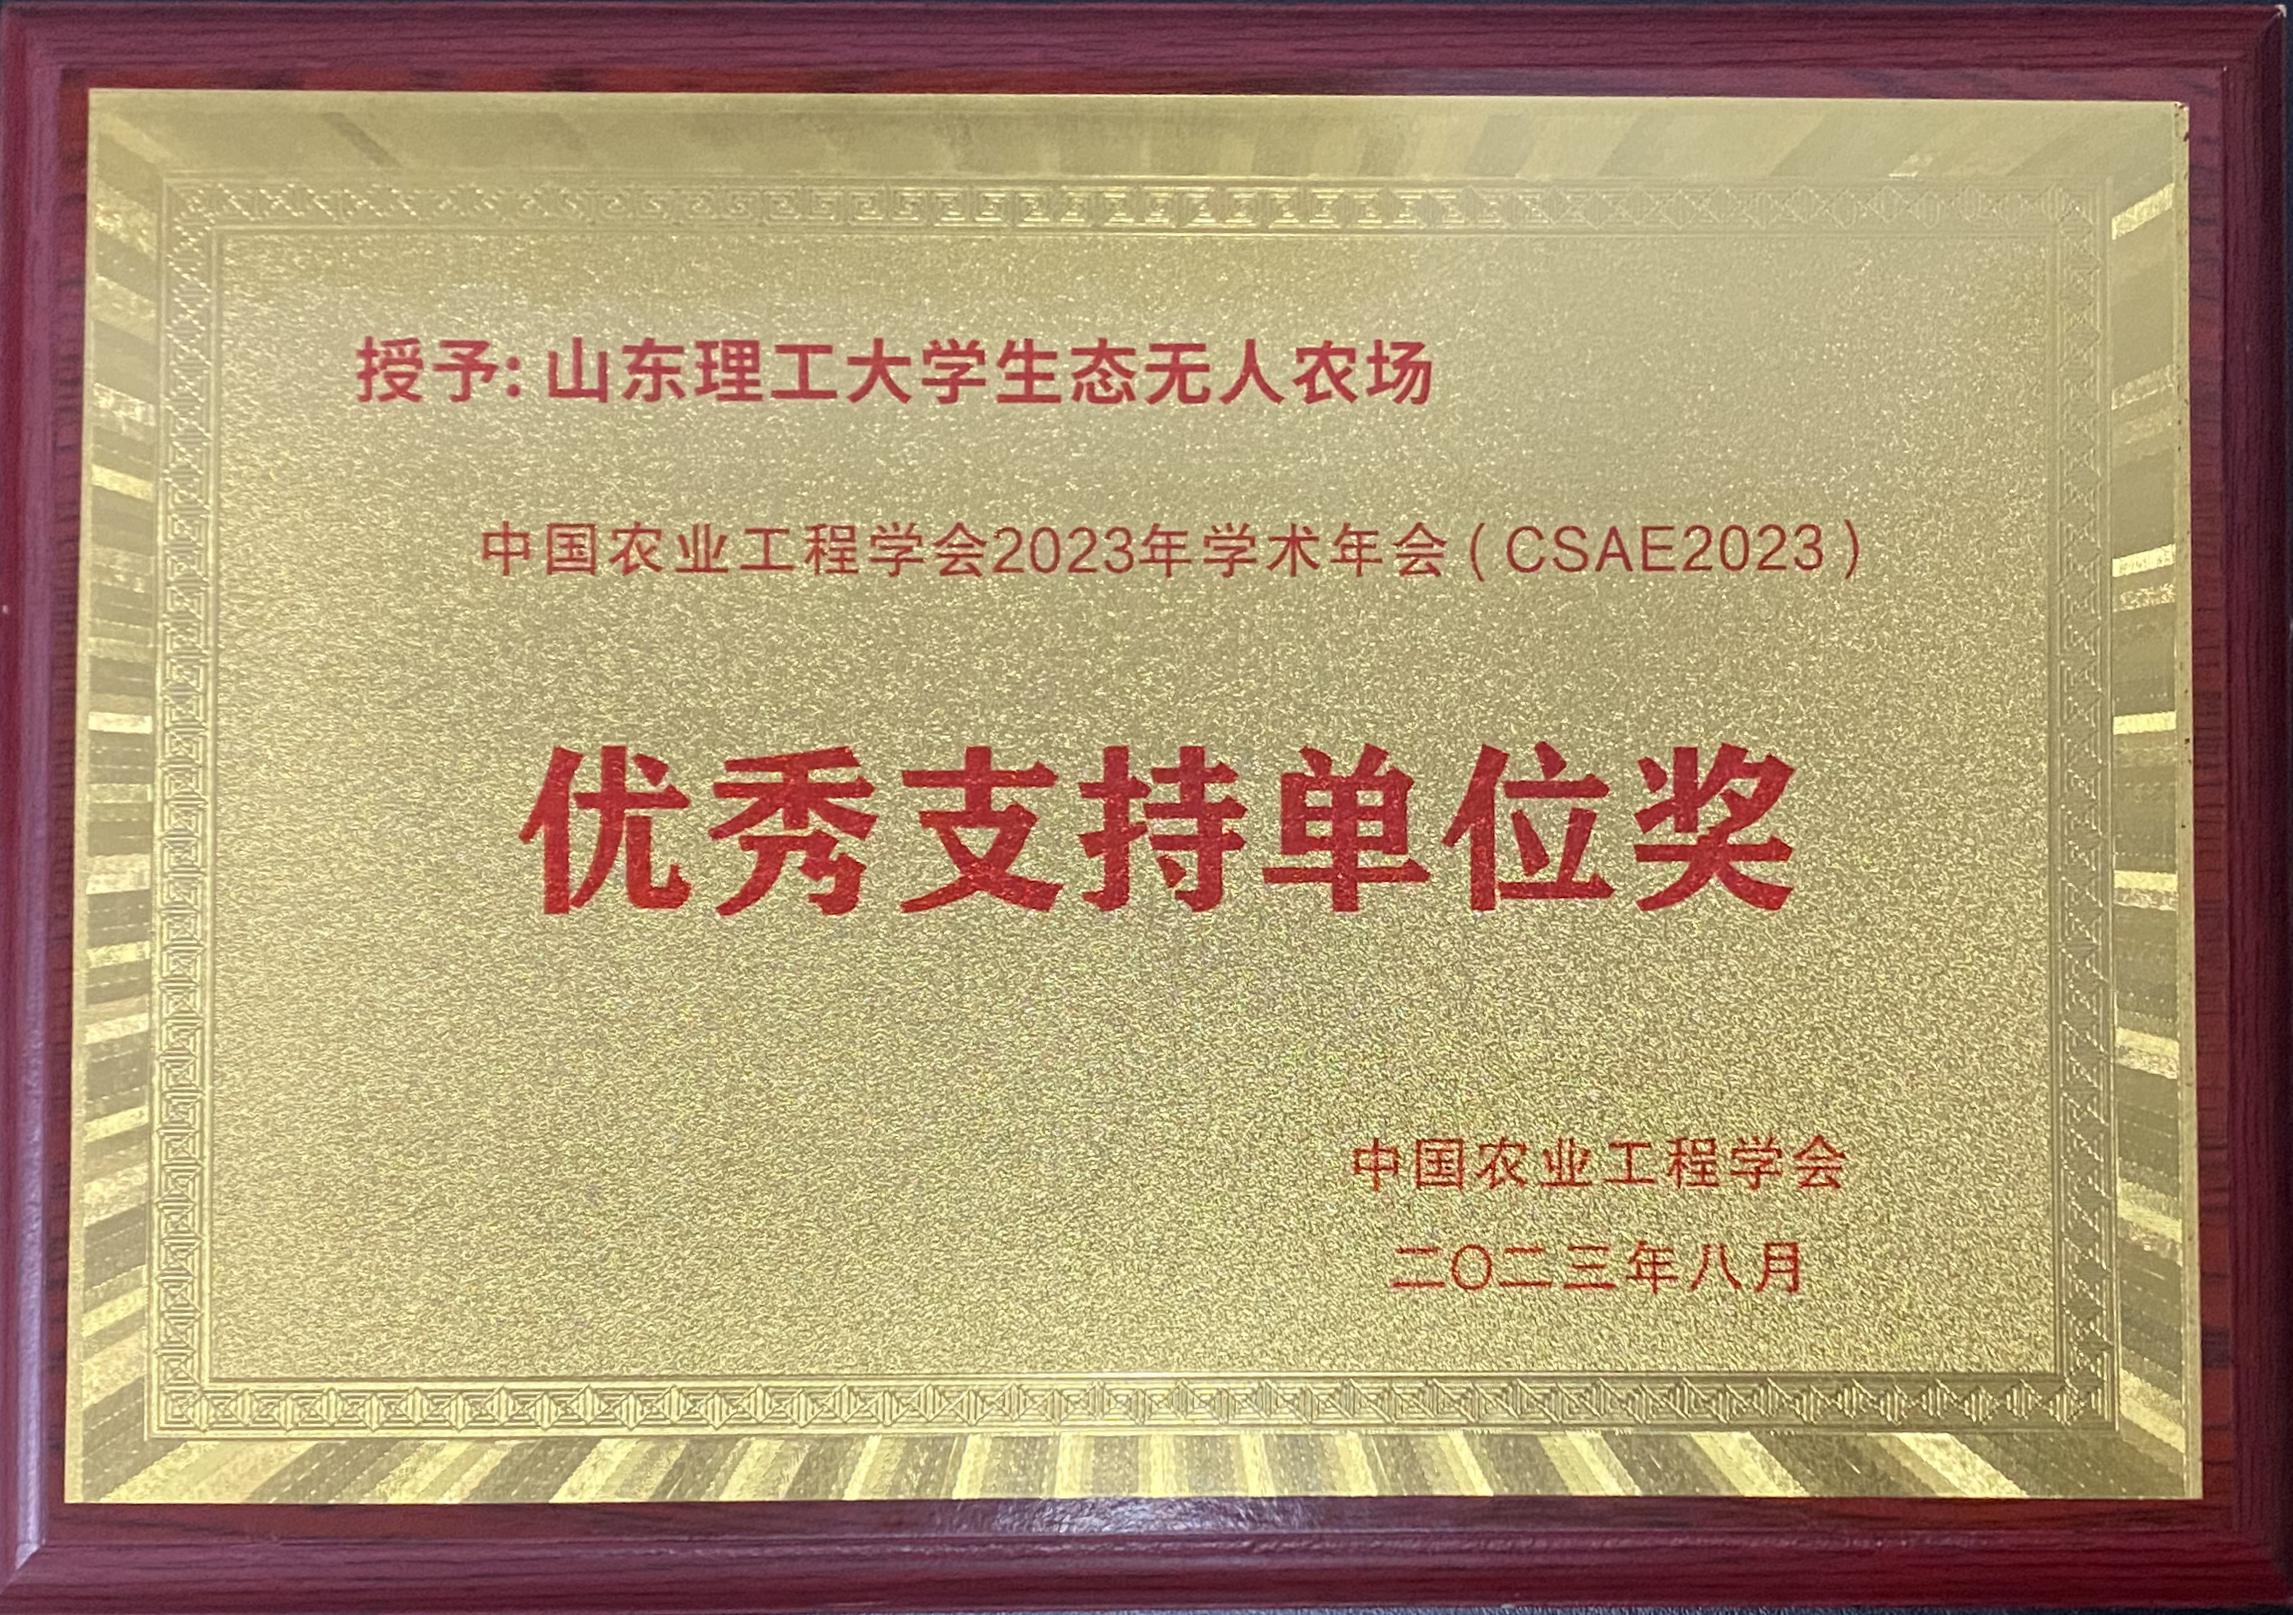 授予: 山东理工大学生态无人农场
中国农业工程学会2023年学术年会（CSAE2023）
优秀支持单位奖
中国农业工程学会
二〇二三年八月